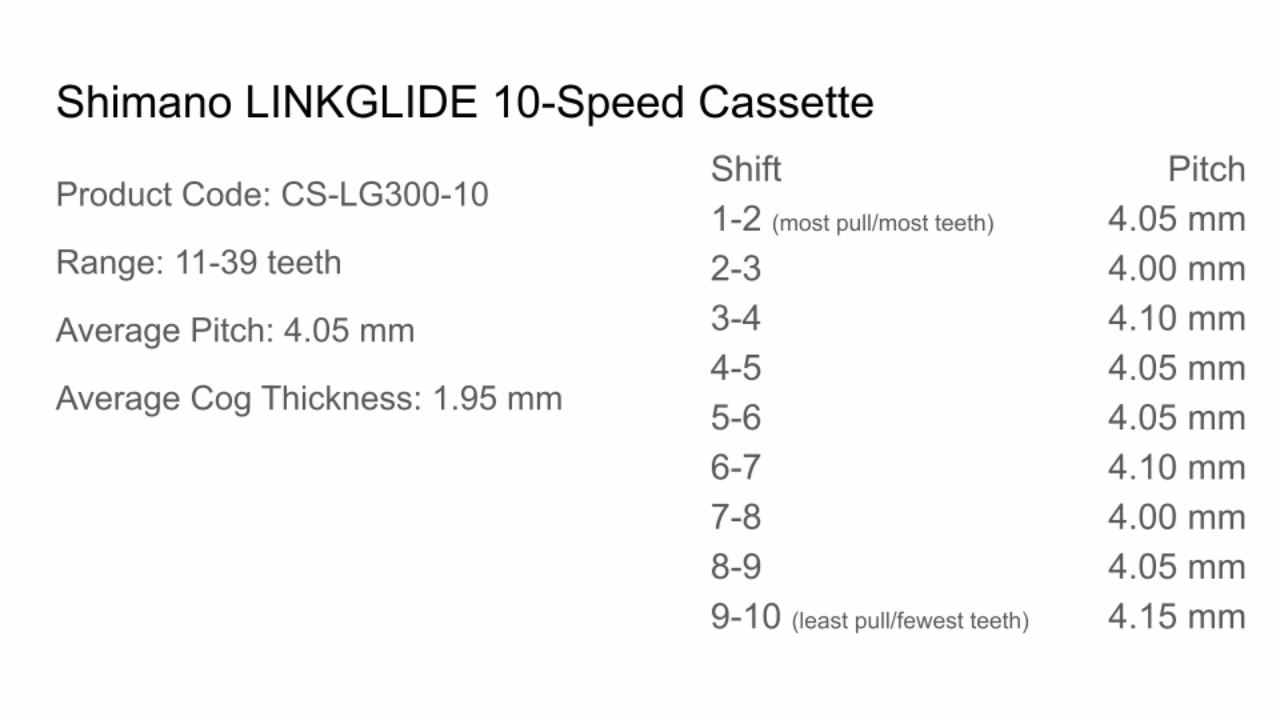 Shimano LINKGLIDE 10-Speed Cassette
Product Code: CS-LG300-10
Range: 11-39 teeth
Average Pitch: 4.05 mm
Average Cog Thickness: 1.95 mm
Shift Pitch
1-2 (most pull/most teeth) 4.05 mm
2-3 4.00 mm
3-4 4.10 mm
4-5 4.05 mm
5-6 4.05 mm
6-7 4.10 mm
7-8 4.00 mm
8-9 4.05 mm
9-10 (least pull/fewest teeth) 4.15 mm